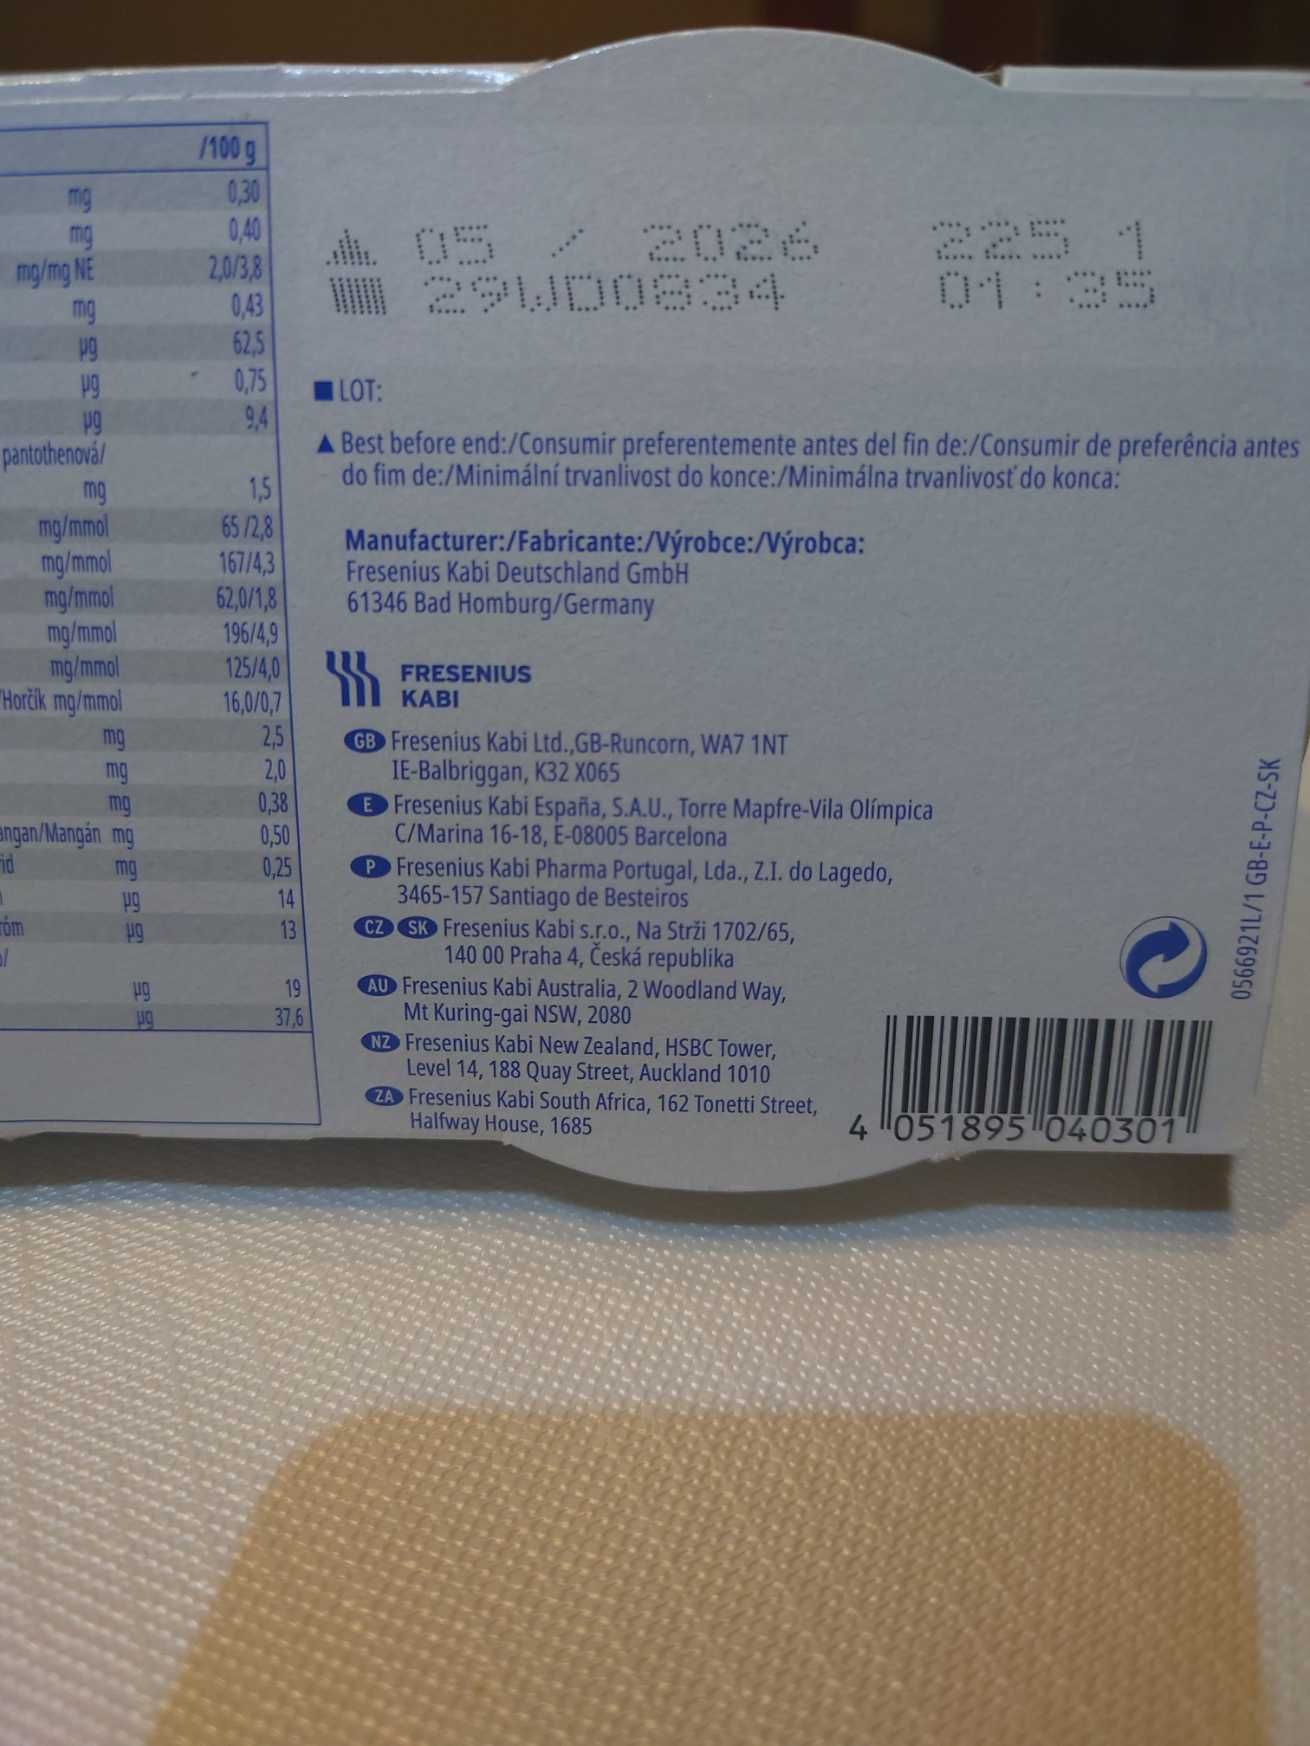 /100 g
mg 0,30
mg 0,40
mg/mg NE 2,0/3,8
mg 0,43
µg 62,5
µg 0,75
µg 9,4
pantothenová/
mg 1,5
mg/mmol 65 /2,8
mg/mmol 167/4,3
mg/mmol 62,0/1,8
mg/mmol 196/4,9
mg/mmol 125/4,0
/Horčík mg/mmol 16,0/0,7
mg 2,5
mg 2,0
mg 0,38
angan/Mangán mg 0,50
id mg 0,25
µg 14
róm µg 13
µg 19
µg 37,6
05 / 2026 225 1
29WD0834 01:35
■ LOT:
▲ Best before end:/Consumir preferentemente antes del fin de:/Consumir de preferência antes
do fim de:/Minimální trvanlivost do konce:/Minimálna trvanlivosť do konca:
Manufacturer:/Fabricante:/Výrobce:/Výrobca:
Fresenius Kabi Deutschland GmbH
61346 Bad Homburg/Germany
FRESENIUS
KABI
GB Fresenius Kabi Ltd.,GB-Runcorn, WA7 1NT
IE-Balbriggan, K32 X065
E Fresenius Kabi España, S.A.U., Torre Mapfre-Vila Olímpica
C/Marina 16-18, E-08005 Barcelona
P Fresenius Kabi Pharma Portugal, Lda., Z.I. do Lagedo,
3465-157 Santiago de Besteiros
CZ SK Fresenius Kabi s.r.o., Na Strži 1702/65,
140 00 Praha 4, Česká republika
AU Fresenius Kabi Australia, 2 Woodland Way,
Mt Kuring-gai NSW, 2080
NZ Fresenius Kabi New Zealand, HSBC Tower,
Level 14, 188 Quay Street, Auckland 1010
ZA Fresenius Kabi South Africa, 162 Tonetti Street,
Halfway House, 1685
0566921L/1 GB-E-P-CZ-SK
4 051895 040301